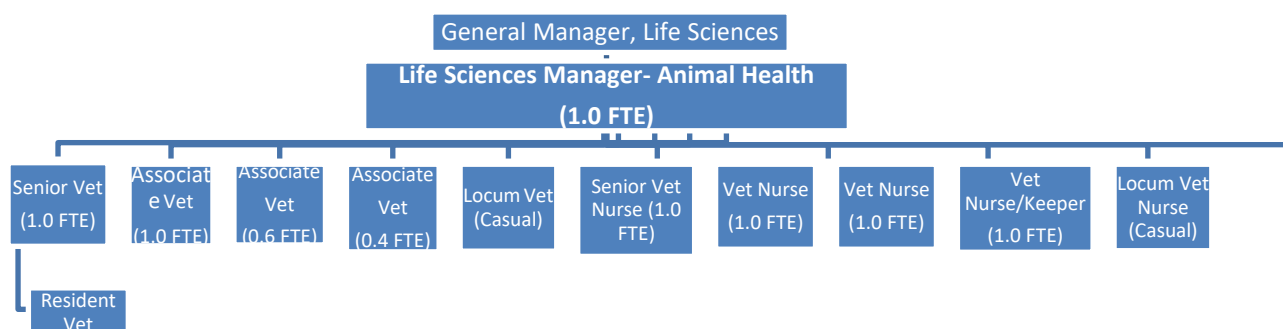 General Manager, Life Sciences
Life Sciences Manager- Animal Health
(1.0 FTE)
Senior Vet
(1.0 FTE)
Associat
e Vet
(1.0 FTE)
Associate
Vet
(0.6 FTE)
Associate
Vet
(0.4 FTE)
Locum Vet
(Casual)
Senior Vet
Nurse (1.0
FTE)
Vet Nurse
(1.0 FTE)
Vet Nurse
(1.0 FTE)
Vet
Nurse/Keeper
(1.0 FTE)
Locum Vet
Nurse
(Casual)
Resident
Vet